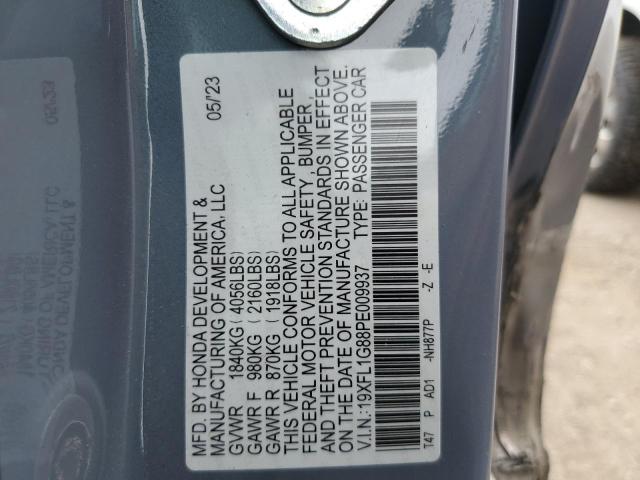 MFD. BY HONDA DEVELOPMENT & 05/23
MANUFACTURING OF AMERICA, LLC
GVWR 1840KG (4056LBS)
GAWR F 980KG (2160LBS)
GAWR R 870KG (1918LBS)
THIS VEHICLE CONFORMS TO ALL APPLICABLE
FEDERAL MOTOR VEHICLE SAFETY, BUMPER,
AND THEFT PREVENTION STANDARDS IN EFFECT
ON THE DATE OF MANUFACTURE SHOWN ABOVE.
V.I.N.:19XFL1G88PE009937 TYPE: PASSENGER CAR
T47 P AD1 -NH877P -Z -E